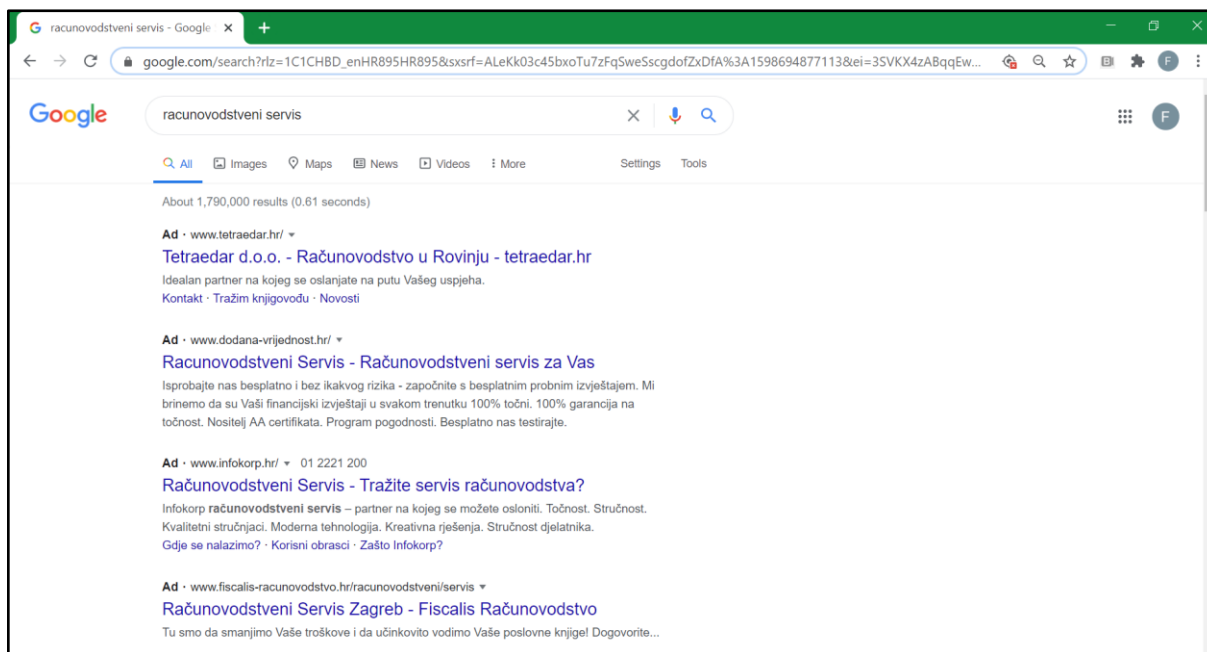 racunovodstveni servis - Google
google.com/search?rlz=1C1CHBD_enHR895HR895&sxsrf=ALeKk03c45bxoTu7zFqSweSscgdofZxDfA%3A1598694877113&ei=3SVKX4zABqqEw...
F
Google
racunovodstveni servis
F
All Images Maps News Videos More Settings Tools
About 1,790,000 results (0.61 seconds)
Ad · www.tetraedar.hr/
Tetraedar d.o.o. - Računovodstvo u Rovinju - tetraedar.hr
Idealan partner na kojeg se oslanjate na putu Vašeg uspjeha.
Kontakt · Tražim knjigovođu · Novosti
Ad · www.dodana-vrijednost.hr/
Racunovodstveni Servis - Računovodstveni servis za Vas
Isprobajte nas besplatno i bez ikakvog rizika - započnite s besplatnim probnim izvještajem. Mi
brinemo da su Vaši financijski izvještaji u svakom trenutku 100% točni. 100% garancija na
točnost. Nositelj AA certifikata. Program pogodnosti. Besplatno nas testirajte.
Ad · www.infokorp.hr/ 01 2221 200
Računovodstveni Servis - Tražite servis računovodstva?
Infokorp računovodstveni servis – partner na kojeg se možete osloniti. Točnost. Stručnost.
Kvalitetni stručnjaci. Moderna tehnologija. Kreativna rješenja. Stručnost djelatnika.
Gdje se nalazimo? · Korisni obrasci · Zašto Infokorp?
Ad · www.fiscalis-racunovodstvo.hr/racunovodstveni/servis
Računovodstveni Servis Zagreb - Fiscalis Računovodstvo
Tu smo da smanjimo Vaše troškove i da učinkovito vodimo Vaše poslovne knjige! Dogovorite...